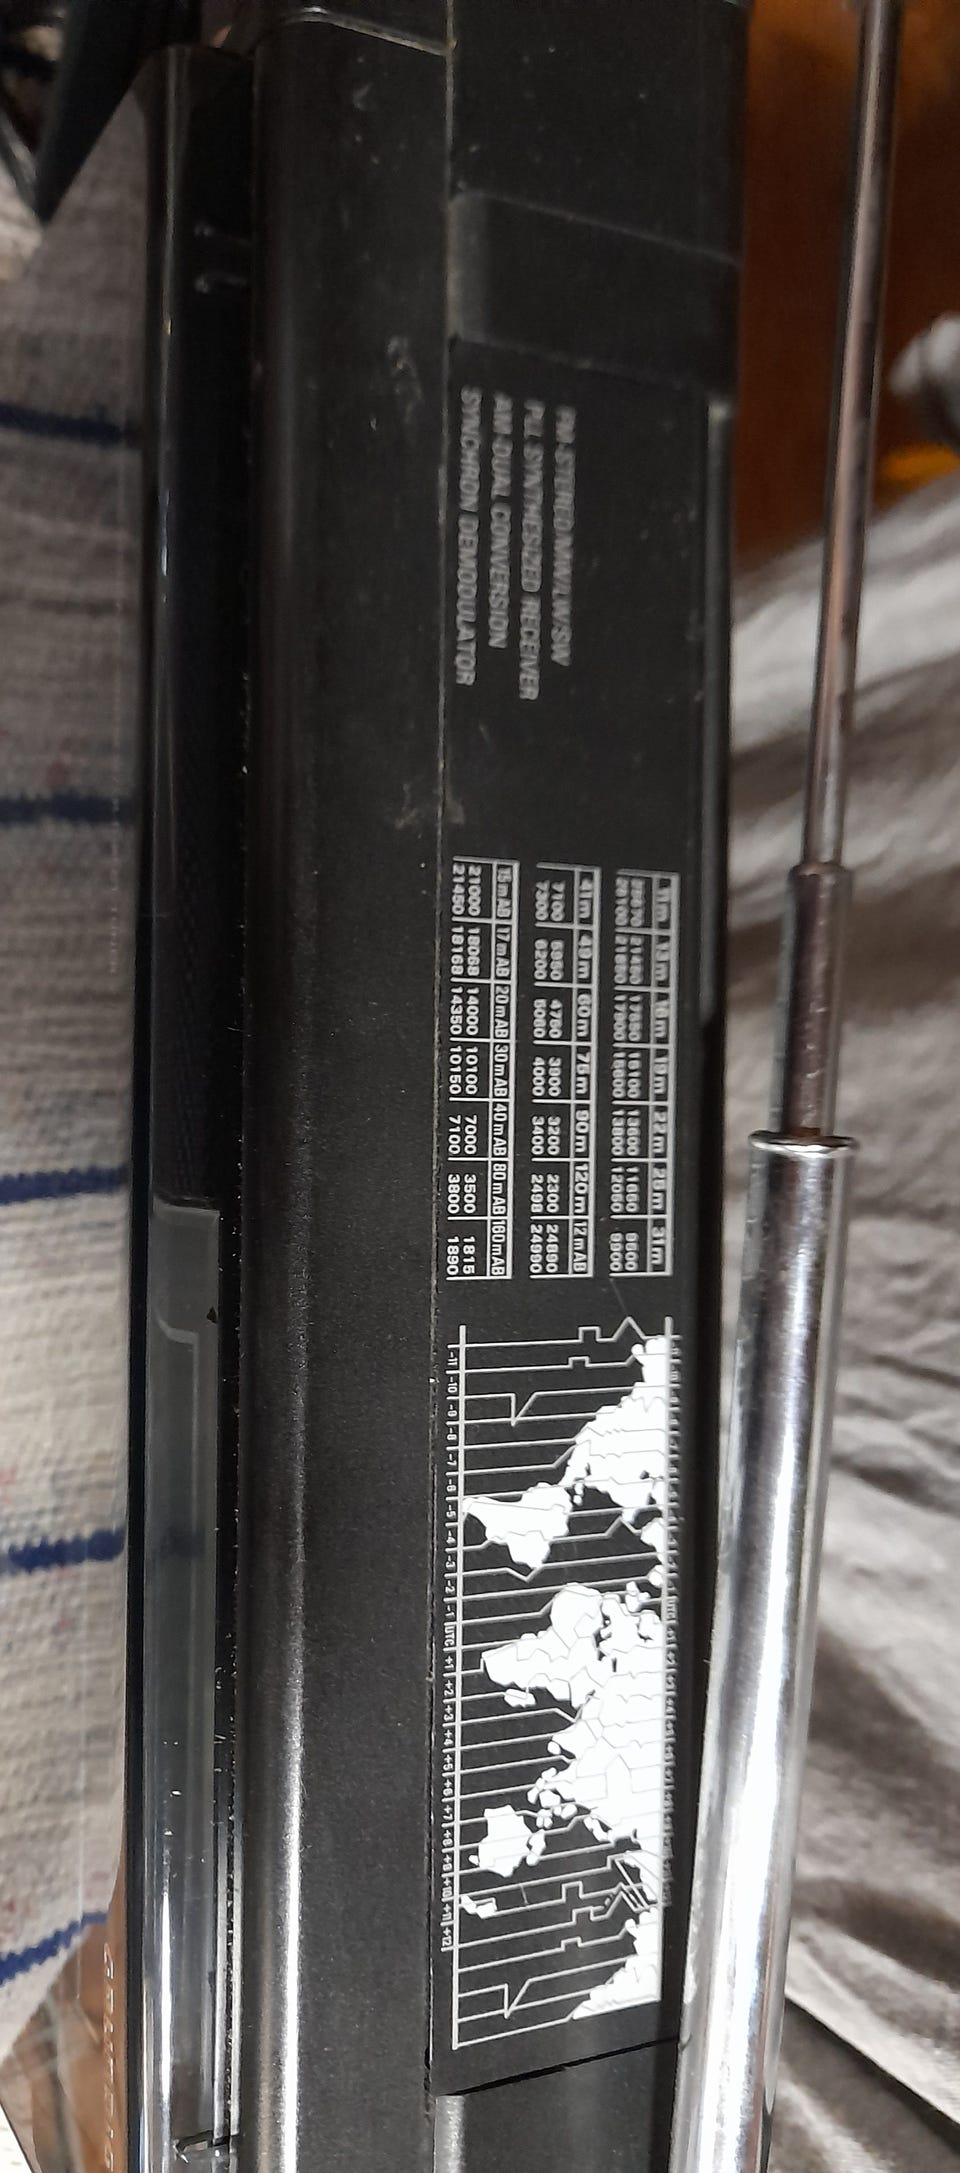 FM-STEREO/MW/LW/SW
PLL SYNTHESIZED RECEIVER
AM-DUAL CONVERSION
SYNCHRON DEMODULATOR
11m 13m 16m 19m 22m 25m 31m
25670 21450 17550 15100 13600 11650 9500
26100 21850 17900 15600 13800 12050 9900
41m 49m 60m 75m 90m 120m 12mAB
7100 5950 4750 3900 3200 2300 24890
7300 6200 5060 4000 3400 2498 24990
15mAB 17mAB 20mAB 30mAB 40mAB 80mAB 160mAB
21000 18068 14000 10100 7000 3500 1815
21450 18168 14350 10150 7100 3800 1890
-11 -10 -9 -8 -7 -6 -5 -4 -3 -2 -1 UTC +1 +2 +3 +4 +5 +6 +7 +8 +9 +10 +11 +12